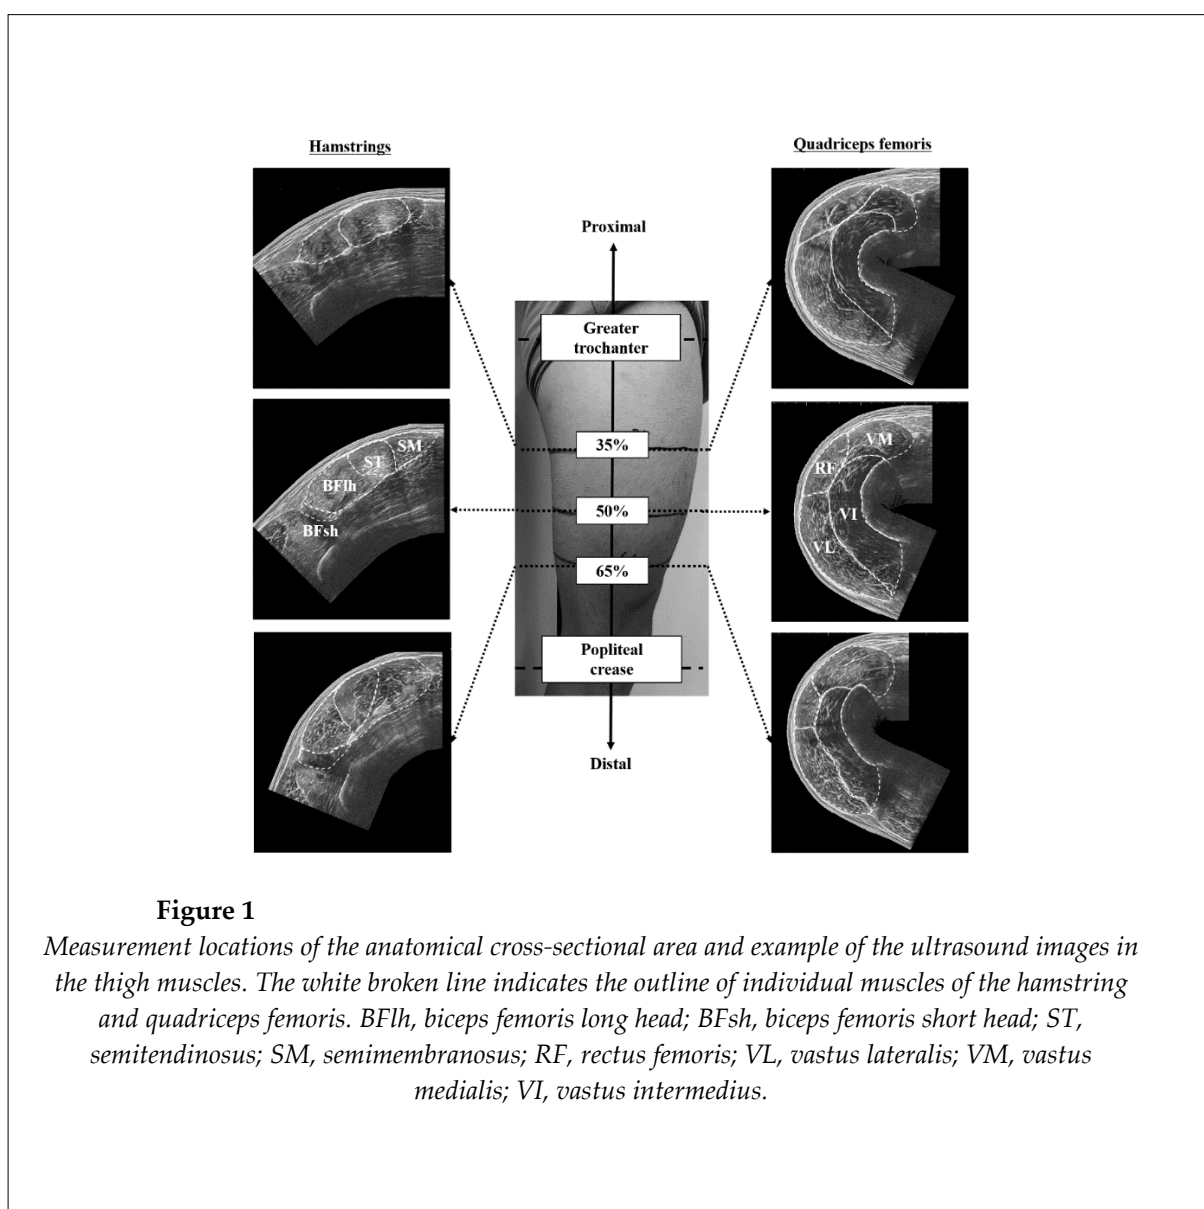 Hamstrings
Quadriceps femoris
Proximal
Greater
trochanter
35%
50%
65%
Popliteal
crease
Distal
SM
ST
BFlh
BFsh
VM
RF
VI
VL
Figure 1
Measurement locations of the anatomical cross-sectional area and example of the ultrasound images in
the thigh muscles. The white broken line indicates the outline of individual muscles of the hamstring
and quadriceps femoris. BFlh, biceps femoris long head; BFsh, biceps femoris short head; ST,
semitendinosus; SM, semimembranosus; RF, rectus femoris; VL, vastus lateralis; VM, vastus
medialis; VI, vastus intermedius.